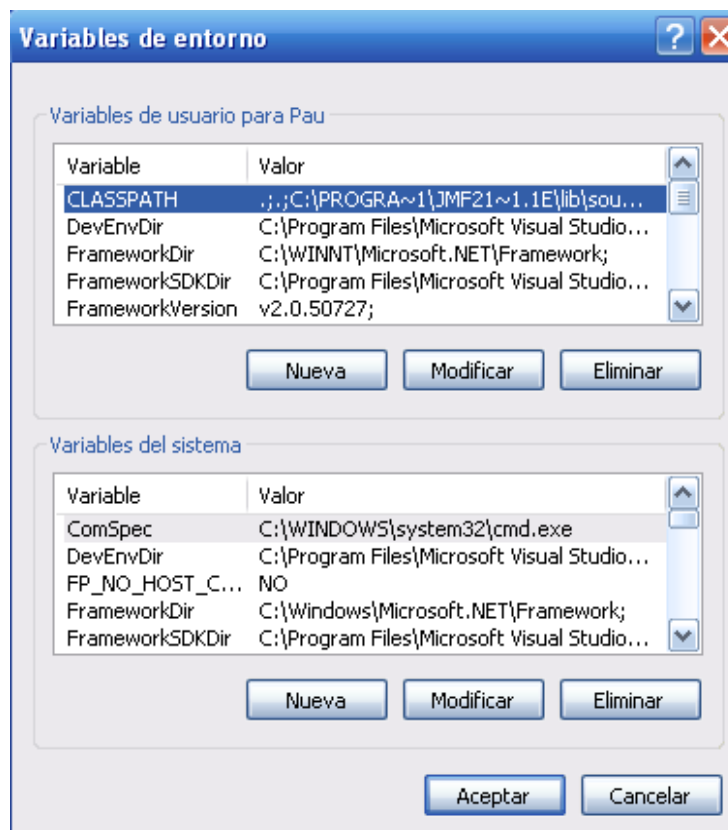 Variables de entorno
Variables de usuario para Pau
Variable Valor
CLASSPATH .;.;C:\PROGRA~1\JMF21~1.1E\lib\sou...
DevEnvDir C:\Program Files\Microsoft Visual Studio...
FrameworkDir C:\WINNT\Microsoft.NET\Framework;
FrameworkSDKDir C:\Program Files\Microsoft Visual Studio...
FrameworkVersion v2.0.50727;
Nueva Modificar Eliminar
Variables del sistema
Variable Valor
ComSpec C:\WINDOWS\system32\cmd.exe
DevEnvDir C:\Program Files\Microsoft Visual Studio...
FP_NO_HOST_C... NO
FrameworkDir C:\Windows\Microsoft.NET\Framework;
FrameworkSDKDir C:\Program Files\Microsoft Visual Studio...
Nueva Modificar Eliminar
Aceptar Cancelar